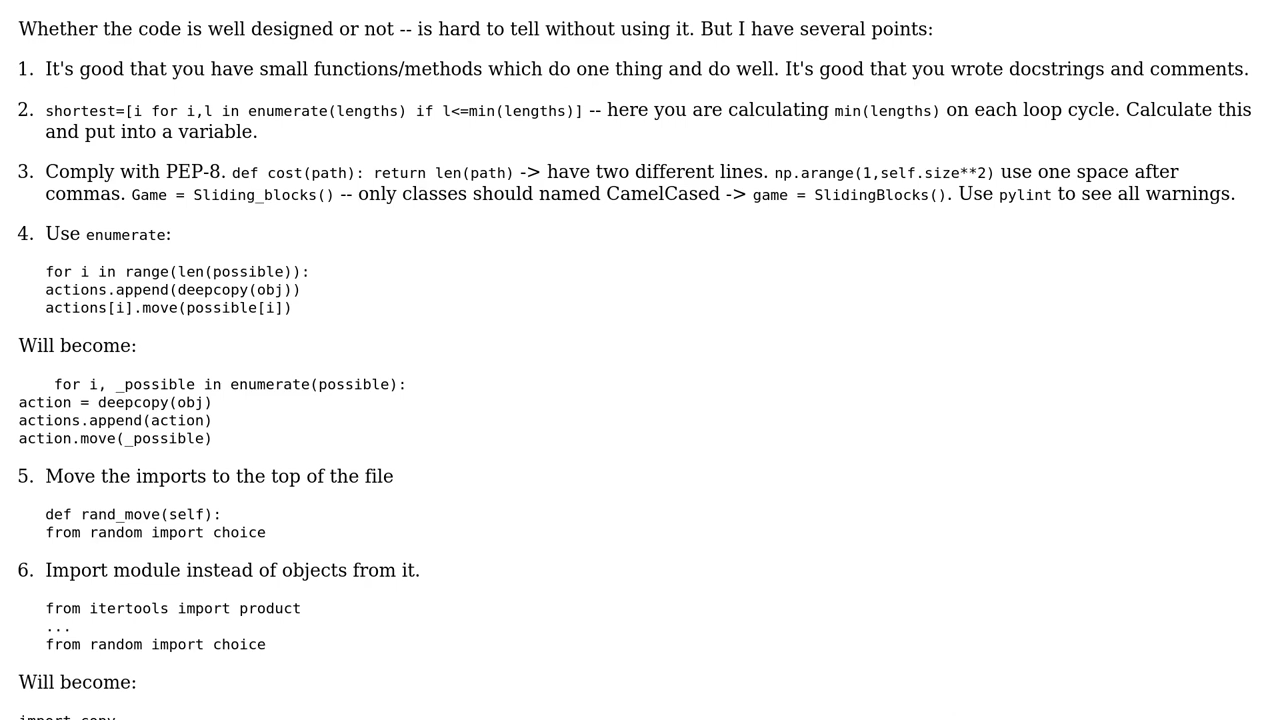 Whether the code is well designed or not -- is hard to tell without using it. But I have several points:
1. It's good that you have small functions/methods which do one thing and do well. It's good that you wrote docstrings and comments.
2. shortest=[i for i,l in enumerate(lengths) if l<=min(lengths)] -- here you are calculating min(lengths) on each loop cycle. Calculate this
and put into a variable.
3. Comply with PEP-8. def cost(path): return len(path) -> have two different lines. np.arange(1,self.size**2) use one space after
commas. Game = Sliding_blocks() -- only classes should named CamelCased -> game = SlidingBlocks(). Use pylint to see all warnings.
4. Use enumerate:
for i in range(len(possible)):
actions.append(deepcopy(obj))
actions[i].move(possible[i])
Will become:
for i, _possible in enumerate(possible):
action = deepcopy(obj)
actions.append(action)
action.move(_possible)
5. Move the imports to the top of the file
def rand_move(self):
from random import choice
6. Import module instead of objects from it.
from itertools import product
...
from random import choice
Will become:
import copy